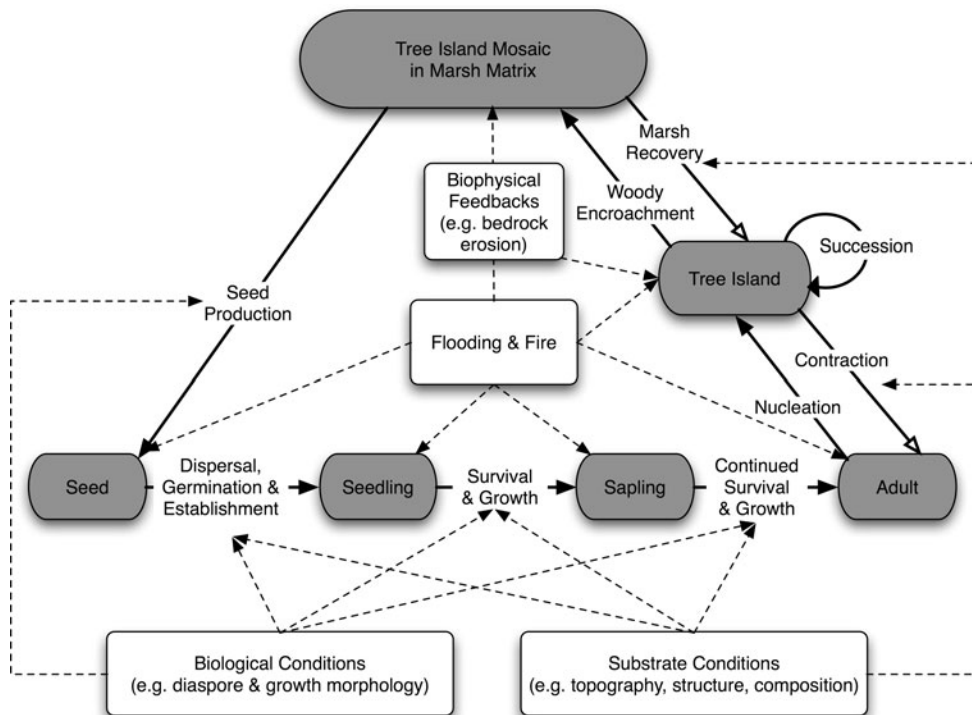 Tree Island Mosaic
in Marsh Matrix
Marsh
Recovery
Biophysical
Feedbacks
(e.g. bedrock
erosion)
Woody
Encroachment
Succession
Tree Island
Seed
Production
Flooding & Fire
Contraction
Nucleation
Seed
Dispersal,
Germination &
Establishment
Seedling
Survival
& Growth
Sapling
Continued
Survival
& Growth
Adult
Biological Conditions
(e.g. diaspore & growth morphology)
Substrate Conditions
(e.g. topography, structure, composition)